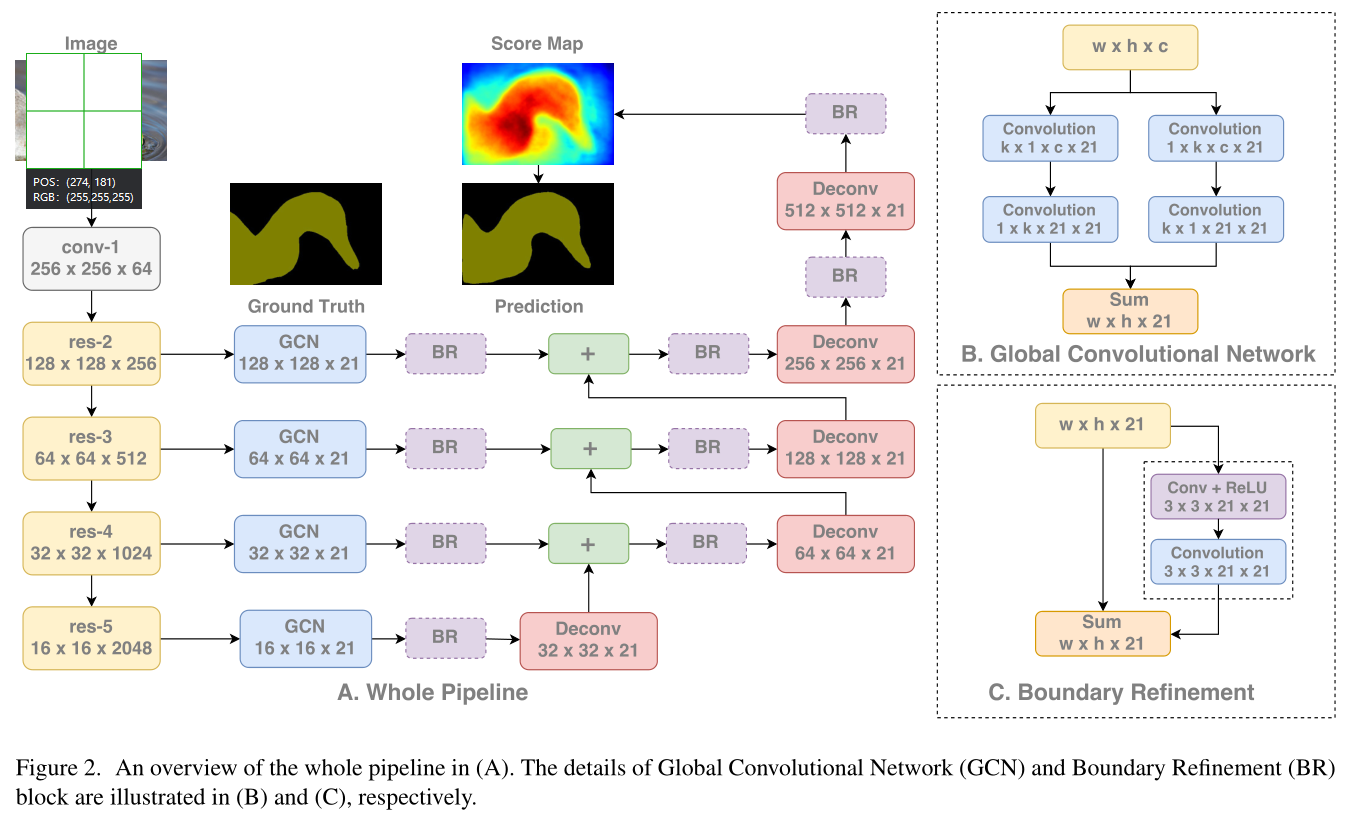 Image
POS: (274, 181)
RGB: (255,255,255)
conv-1
256 x 256 x 64
res-2
128 x 128 x 256
res-3
64 x 64 x 512
res-4
32 x 32 x 1024
res-5
16 x 16 x 2048
Ground Truth
Score Map
Prediction
GCN
128 x 128 x 21
BR
+
BR
Deconv
256 x 256 x 21
BR
Deconv
512 x 512 x 21
BR
GCN
64 x 64 x 21
BR
+
BR
Deconv
128 x 128 x 21
GCN
32 x 32 x 21
BR
+
BR
Deconv
64 x 64 x 21
GCN
16 x 16 x 21
BR
Deconv
32 x 32 x 21
A. Whole Pipeline
w x h x c
Convolution
k x 1 x c x 21
Convolution
1 x k x c x 21
Convolution
1 x k x 21 x 21
Convolution
k x 1 x 21 x 21
Sum
w x h x 21
B. Global Convolutional Network
w x h x 21
Conv + ReLU
3 x 3 x 21 x 21
Convolution
3 x 3 x 21 x 21
Sum
w x h x 21
C. Boundary Refinement
Figure 2. An overview of the whole pipeline in (A). The details of Global Convolutional Network (GCN) and Boundary Refinement (BR)
block are illustrated in (B) and (C), respectively.